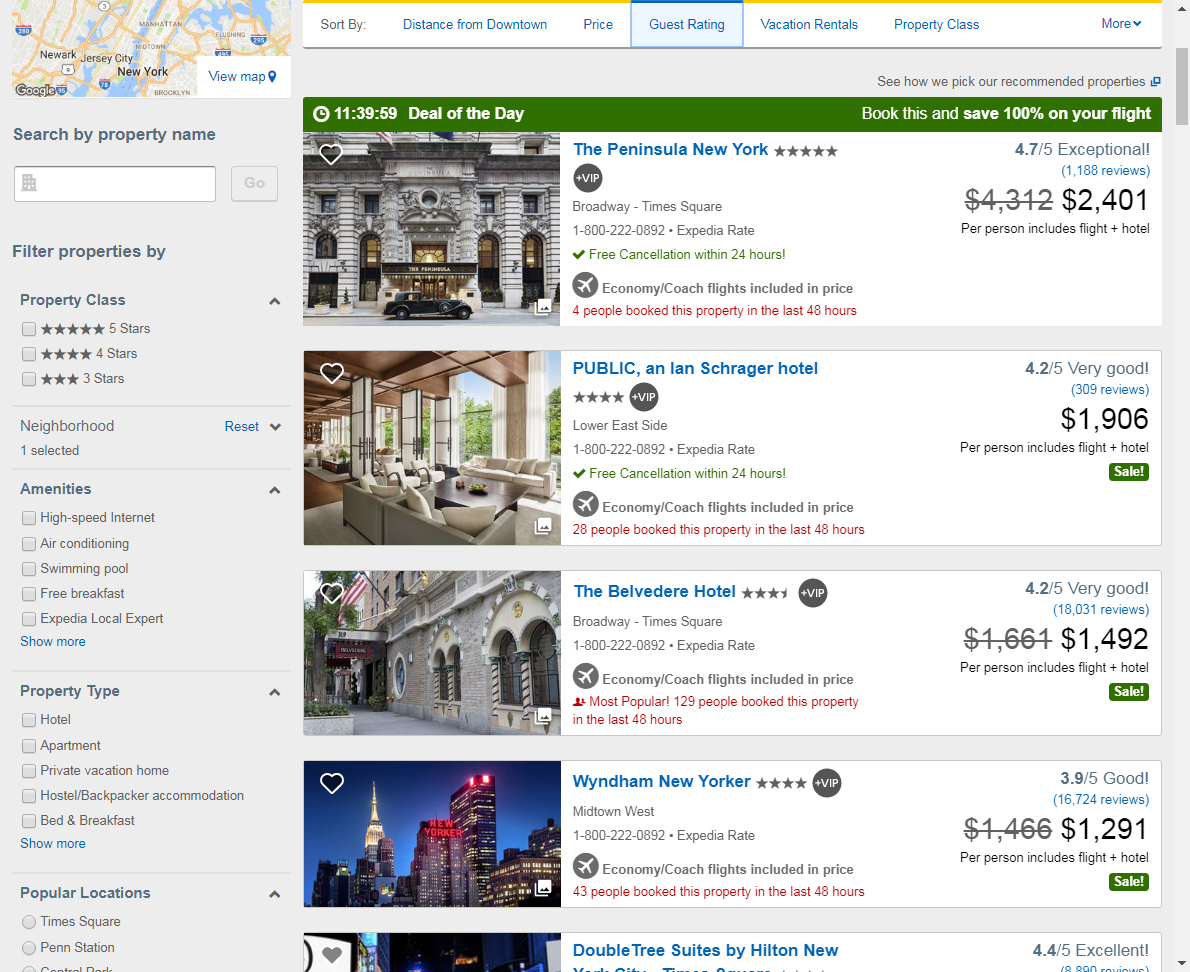 MANHATTAN
FLUSHING
MIDTOWN
Newark
Jersey City
New York
BROOKLYN
Google
View map
Search by property name
Go
Filter properties by
Property Class
5 Stars
4 Stars
3 Stars
Neighborhood Reset
1 selected
Amenities
High-speed Internet
Air conditioning
Swimming pool
Free breakfast
Expedia Local Expert
Show more
Property Type
Hotel
Apartment
Private vacation home
Hostel/Backpacker accommodation
Bed & Breakfast
Show more
Popular Locations
Times Square
Penn Station
Central Park
Sort By: Distance from Downtown Price Guest Rating Vacation Rentals Property Class More
See how we pick our recommended properties
11:39:59 Deal of the Day Book this and save 100% on your flight
THE PENINSULA
The Peninsula New York 4.7/5 Exceptional!
+VIP (1,188 reviews)
$4,312 $2,401
Broadway - Times Square
Per person includes flight + hotel
1-800-222-0892 • Expedia Rate
Free Cancellation within 24 hours!
Economy/Coach flights included in price
4 people booked this property in the last 48 hours
PUBLIC, an Ian Schrager hotel 4.2/5 Very good!
+VIP (309 reviews)
$1,906
Lower East Side
1-800-222-0892 • Expedia Rate Per person includes flight + hotel
Free Cancellation within 24 hours! Sale!
Economy/Coach flights included in price
28 people booked this property in the last 48 hours
BELVEDERE
The Belvedere Hotel +VIP 4.2/5 Very good!
(18,031 reviews)
Broadway - Times Square
$1,661 $1,492
1-800-222-0892 • Expedia Rate
Per person includes flight + hotel
Economy/Coach flights included in price Sale!
Most Popular! 129 people booked this property
in the last 48 hours
NEW
YORKER
Wyndham New Yorker +VIP 3.9/5 Good!
(16,724 reviews)
Midtown West
$1,466 $1,291
1-800-222-0892 • Expedia Rate
Per person includes flight + hotel
Economy/Coach flights included in price Sale!
43 people booked this property in the last 48 hours
DoubleTree Suites by Hilton New 4.4/5 Excellent!
York City - Times Square (8,890 reviews)